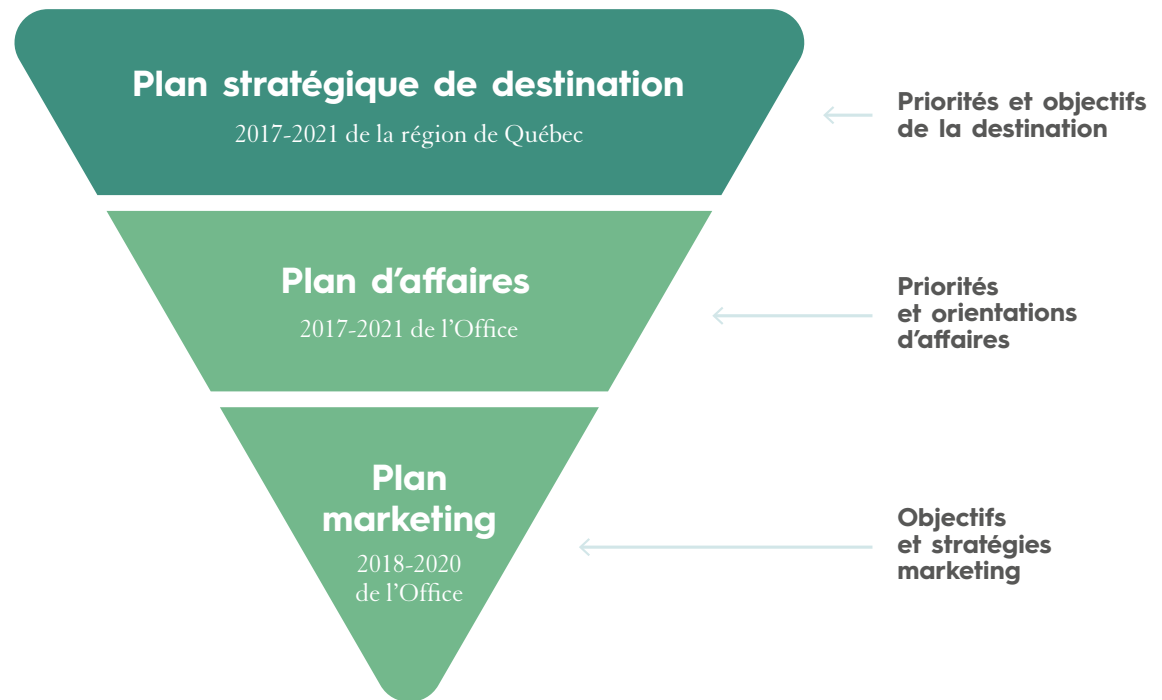 Plan stratégique de destination
2017-2021 de la région de Québec
Priorités et objectifs
de la destination
Plan d’affaires
2017-2021 de l’Office
Priorités
et orientations
d’affaires
Plan
marketing
2018-2020
de l’Office
Objectifs
et stratégies
marketing